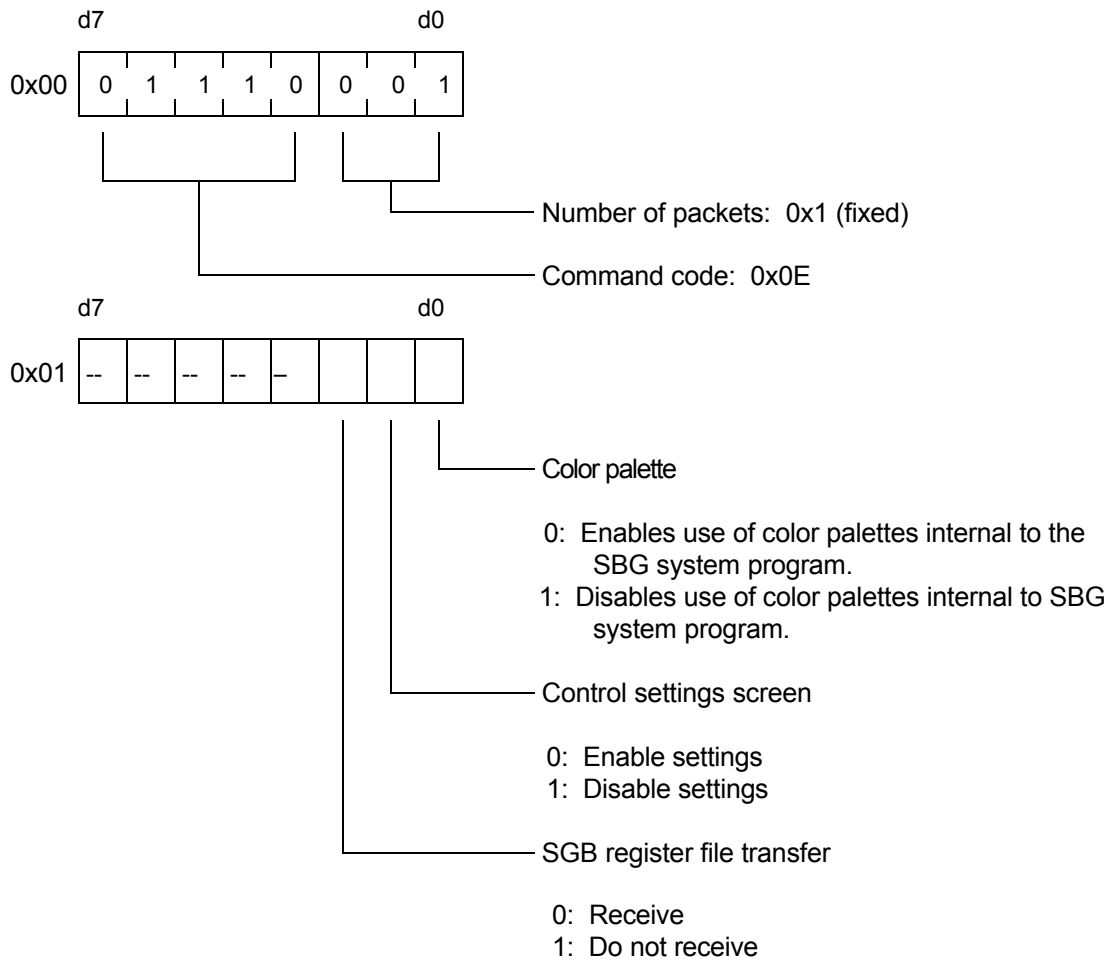 d7 d0
0x00 0 1 1 1 0 0 0 1
Number of packets: 0x1 (fixed)
Command code: 0x0E
d7 d0
0x01 -- -- -- -- –
Color palette
0: Enables use of color palettes internal to the
SBG system program.
1: Disables use of color palettes internal to SBG
system program.
Control settings screen
0: Enable settings
1: Disable settings
SGB register file transfer
0: Receive
1: Do not receive